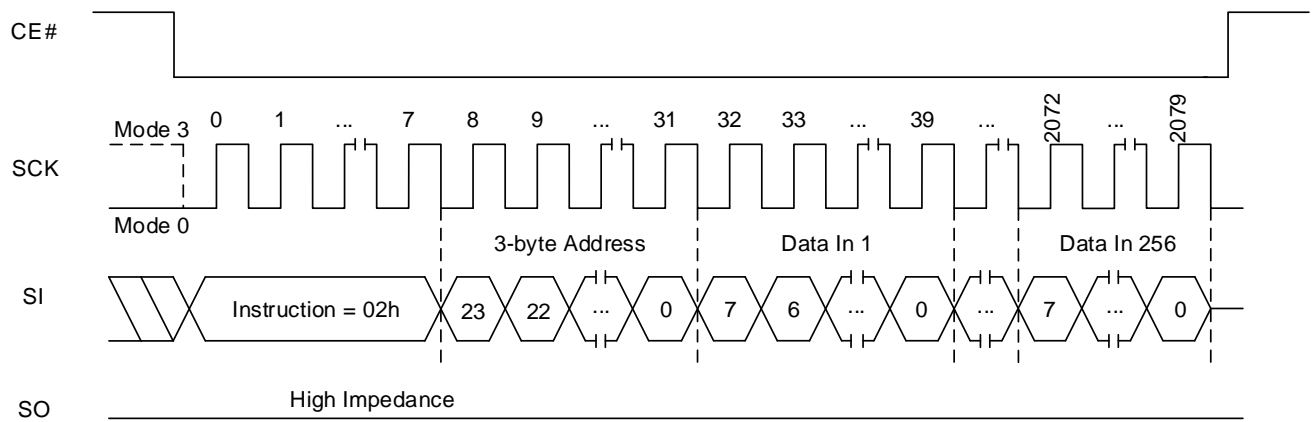 CE#
0 1 ... 7 8 9 ... 31 32 33 ... 39 ... 2072 ... 2079
Mode 3
SCK
Mode 0
3-byte Address Data In 1 Data In 256
SI Instruction = 02h 23 22 ... 0 7 6 ... 0 ... 7 ... 0
High Impedance
SO